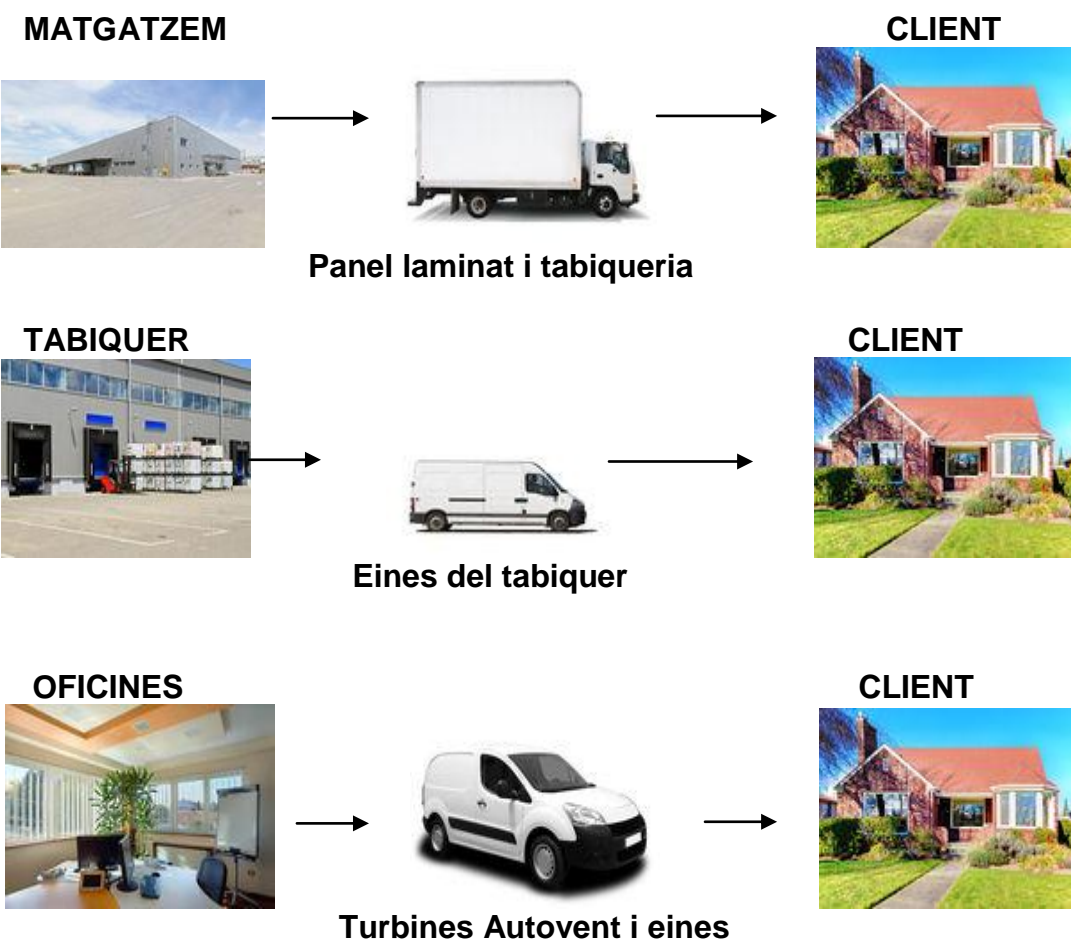 MATGATZEM
CLIENT
Panel laminat i tabiqueria
TABIQUER
CLIENT
Eines del tabiquer
OFICINES
CLIENT
Turbines Autovent i eines